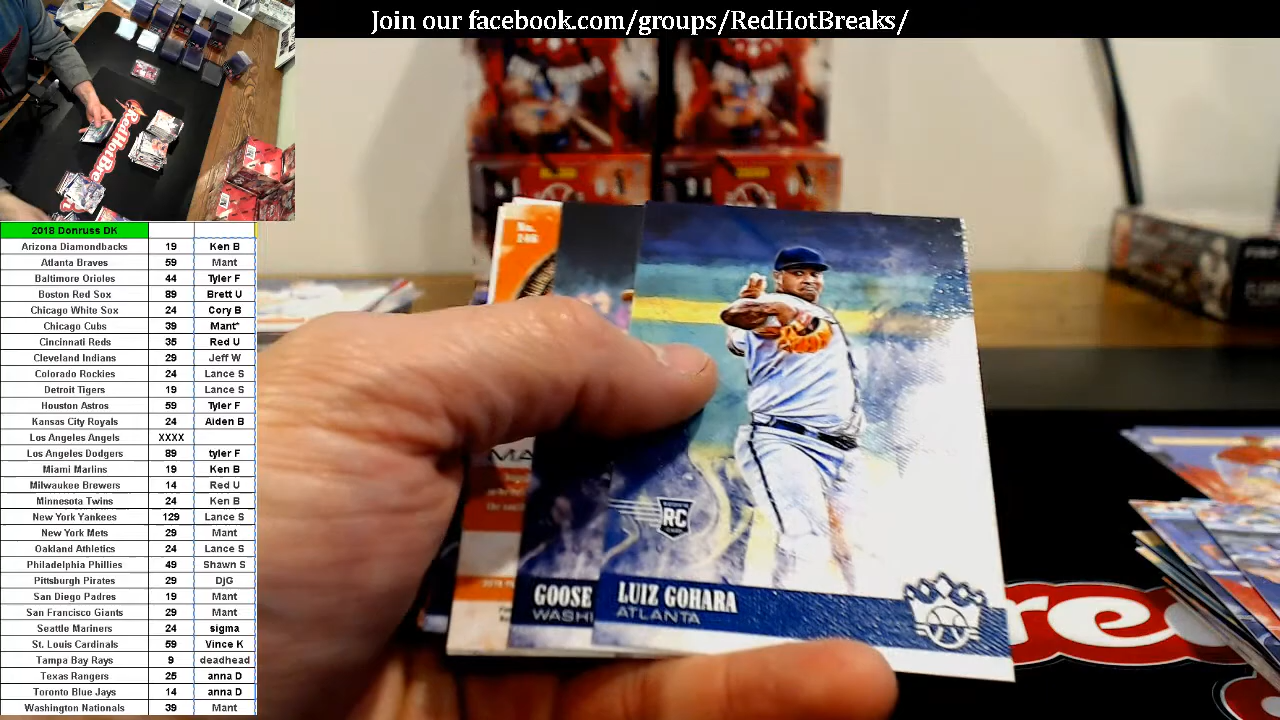 Join our facebook.com/groups/RedHotBreaks/
2018 Donruss DK
Arizona Diamondbacks 19 Ken B
Atlanta Braves 59 Mant
Baltimore Orioles 44 Tyler F
Boston Red Sox 89 Brett U
Chicago White Sox 24 Cory B
Chicago Cubs 39 Mant*
Cincinnati Reds 35 Red U
Cleveland Indians 29 Jeff W
Colorado Rockies 24 Lance S
Detroit Tigers 19 Lance S
Houston Astros 59 Tyler F
Kansas City Royals 24 Aiden B
Los Angeles Angels XXXX
Los Angeles Dodgers 89 tyler F
Miami Marlins 19 Ken B
Milwaukee Brewers 14 Red U
Minnesota Twins 24 Ken B
New York Yankees 129 Lance S
New York Mets 29 Mant
Oakland Athletics 24 Lance S
Philadelphia Phillies 49 Shawn S
Pittsburgh Pirates 29 DjG
San Diego Padres 19 Mant
San Francisco Giants 29 Mant
Seattle Mariners 24 sigma
St. Louis Cardinals 59 Vince K
Tampa Bay Rays 9 deadhead
Texas Rangers 25 anna D
Toronto Blue Jays 14 anna D
Washington Nationals 39 Mant
No.
MA
RC
GOOSE
WASHI
LUIZ GOHARA
ATLANTA
RedHotBre
re